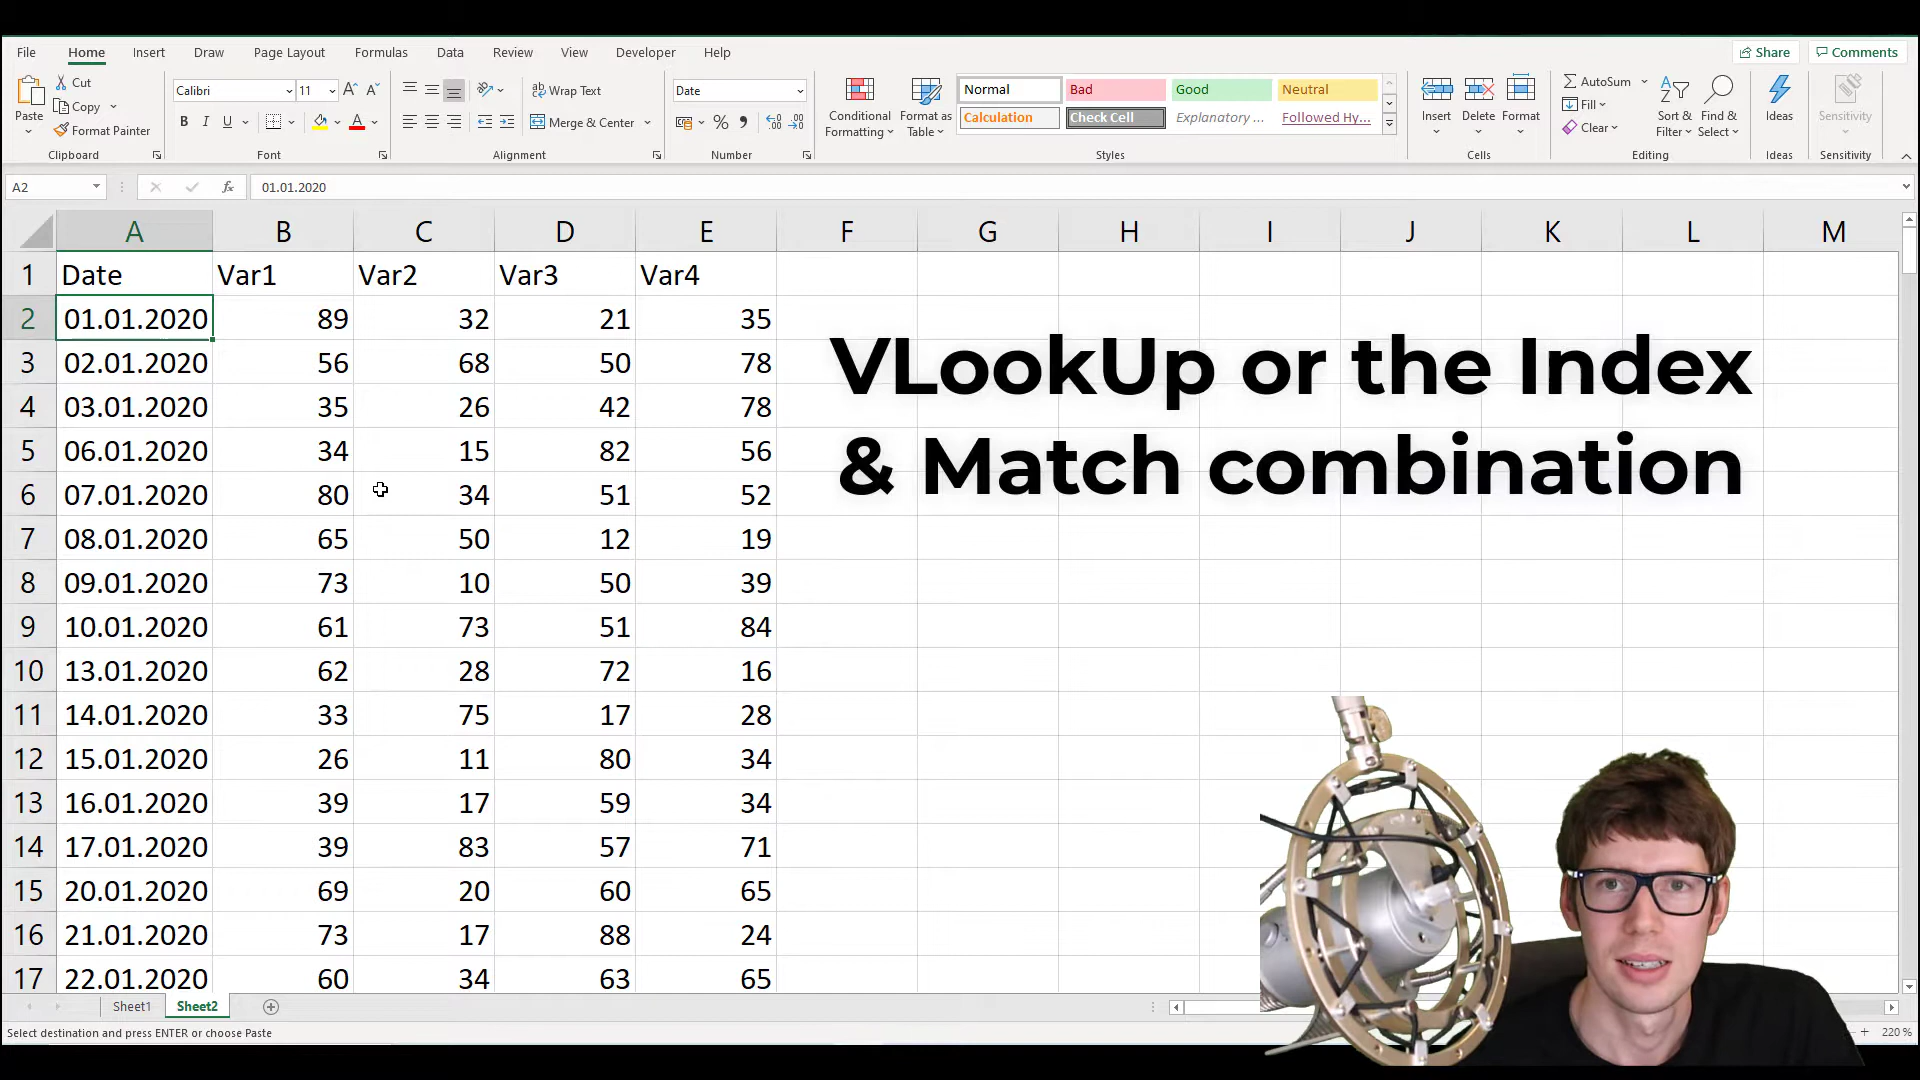 File Home Insert Draw Page Layout Formulas Data Review View Developer Help Share Comments
Cut
Copy
Format Painter
Paste
Clipboard
Calibri 11
B I U
Font
Wrap Text
Merge & Center
Alignment
Date
Number
Conditional Formatting
Format as Table
Normal Bad Good Neutral
Calculation Check Cell Explanatory ... Followed Hy...
Styles
Insert Delete Format
Cells
AutoSum
Fill
Clear
Sort & Filter
Find & Select
Editing
Ideas
Ideas
Sensitivity
Sensitivity
A2 fx 01.01.2020
A B C D E F G H I J K L M
1 Date Var1 Var2 Var3 Var4
2 01.01.2020 89 32 21 35
3 02.01.2020 56 68 50 78
4 03.01.2020 35 26 42 78
5 06.01.2020 34 15 82 56
6 07.01.2020 80 34 51 52
7 08.01.2020 65 50 12 19
8 09.01.2020 73 10 50 39
9 10.01.2020 61 73 51 84
10 13.01.2020 62 28 72 16
11 14.01.2020 33 75 17 28
12 15.01.2020 26 11 80 34
13 16.01.2020 39 17 59 34
14 17.01.2020 39 83 57 71
15 20.01.2020 69 20 60 65
16 21.01.2020 73 17 88 24
17 22.01.2020 60 34 63 65
VLookUp or the Index
& Match combination
Sheet1 Sheet2
Select destination and press ENTER or choose Paste
220 %